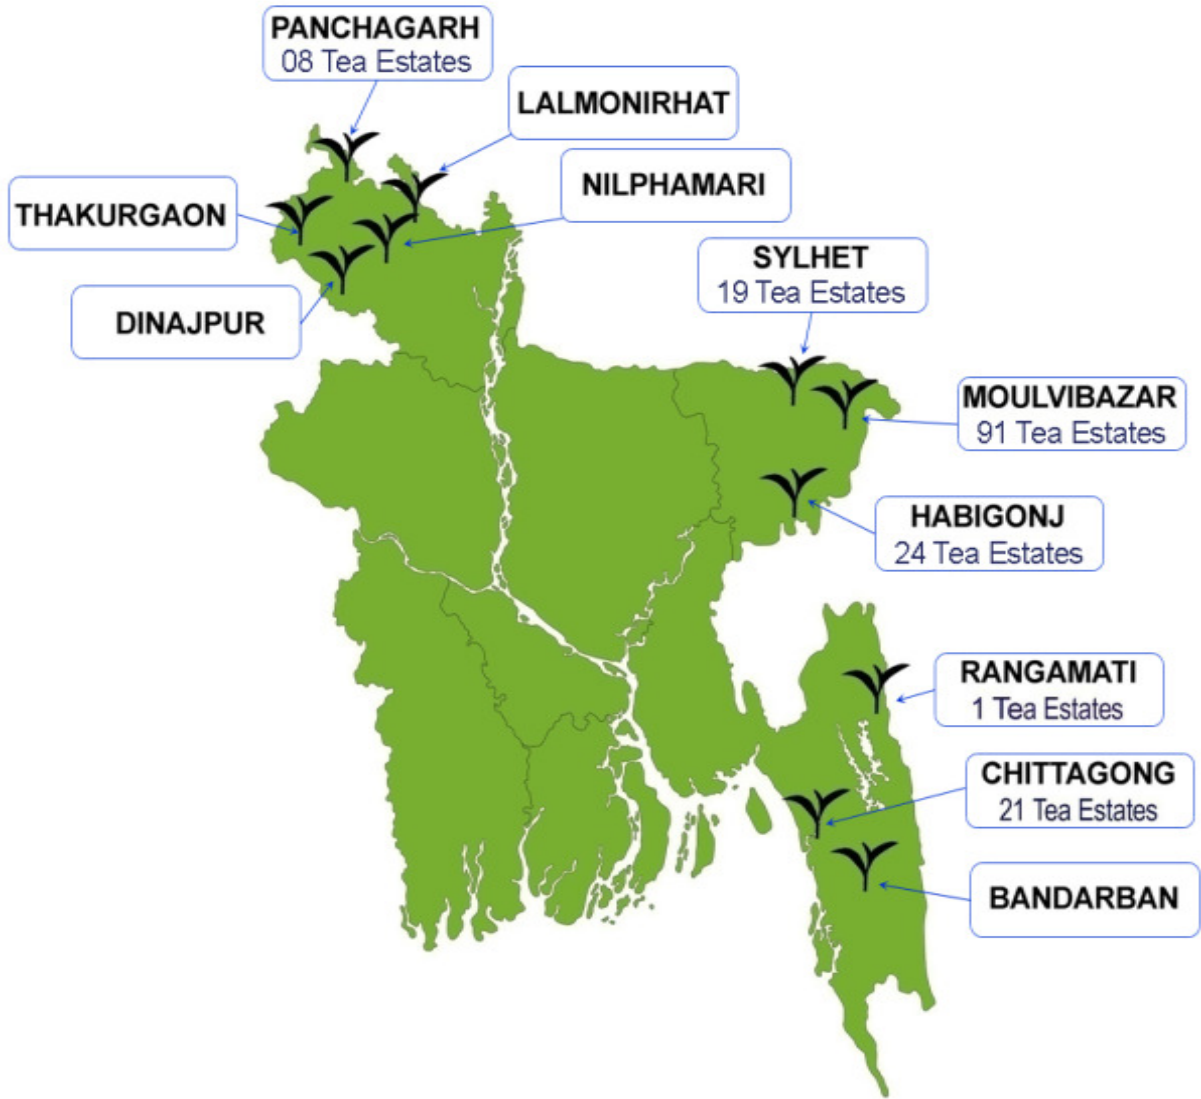 PANCHAGARH
08 Tea Estates
LALMONIRHAT
NILPHAMARI
THAKURGAON
DINAJPUR
SYLHET
19 Tea Estates
MOULVIBAZAR
91 Tea Estates
HABIGONJ
24 Tea Estates
RANGAMATI
1 Tea Estates
CHITTAGONG
21 Tea Estates
BANDARBAN